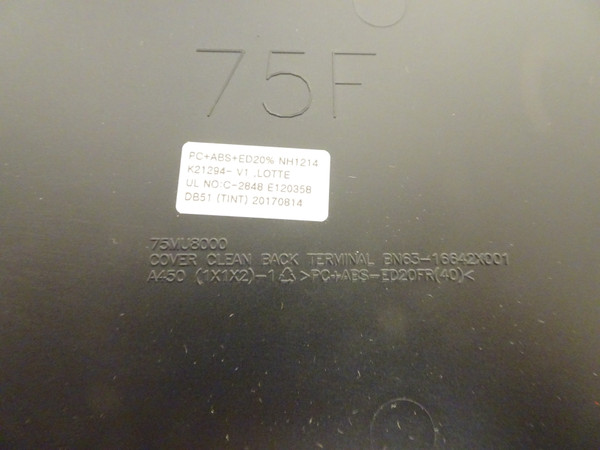 75F
PC+ABS+ED20% NH1214
K21294- V1 .LOTTE
UL NO:C-2848 E120358
DB51 (TINT) 20170814
75MU8000
COVER CLEAN BACK TERMINAL BN63-16642X001
A450 (1X1X2)-1 >PC+ABS-ED20FR(40)<